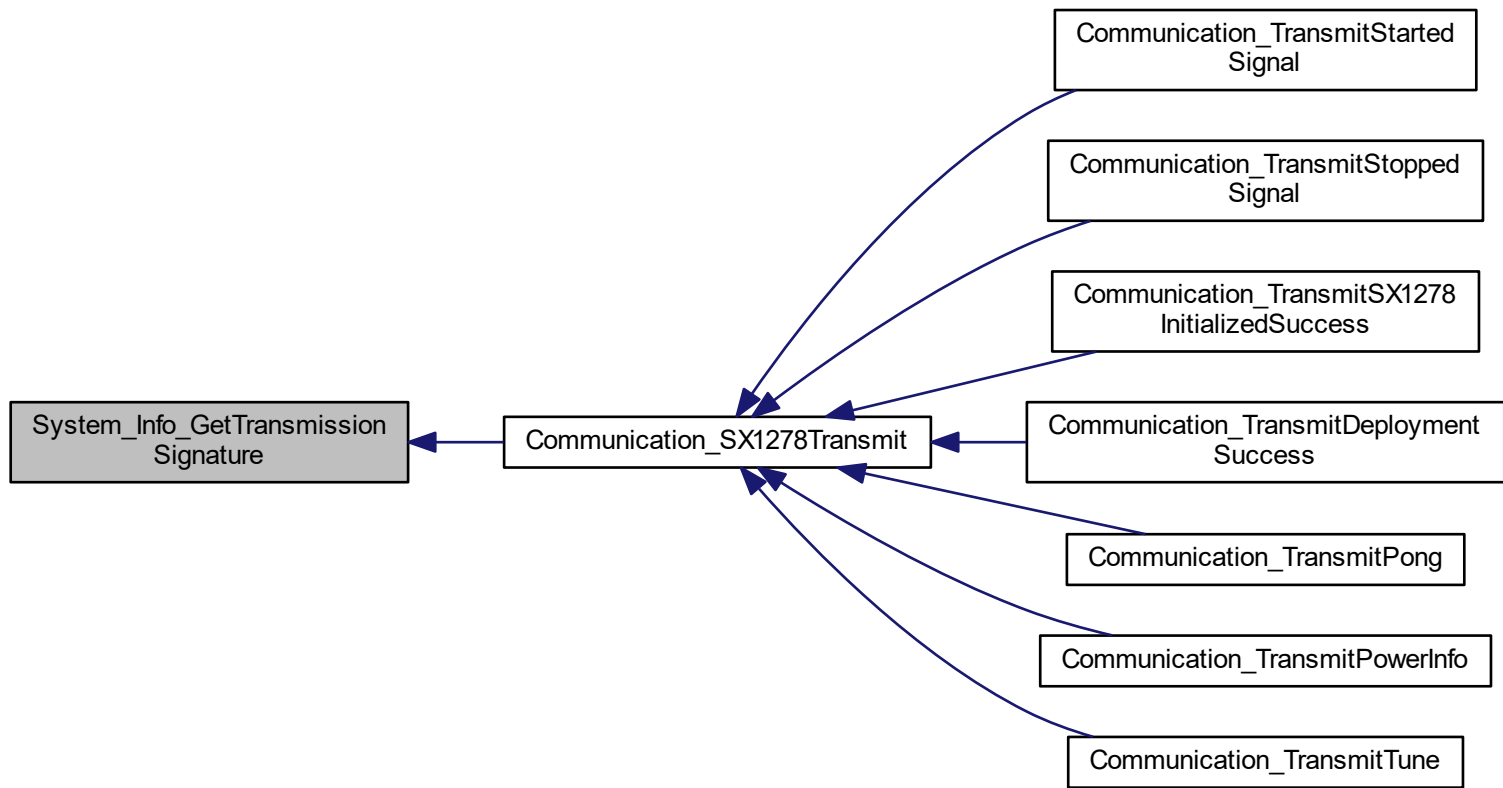 System_Info_GetTransmission
Signature
Communication_SX1278Transmit
Communication_TransmitStarted
Signal
Communication_TransmitStopped
Signal
Communication_TransmitSX1278
InitializedSuccess
Communication_TransmitDeployment
Success
Communication_TransmitPong
Communication_TransmitPowerInfo
Communication_TransmitTune